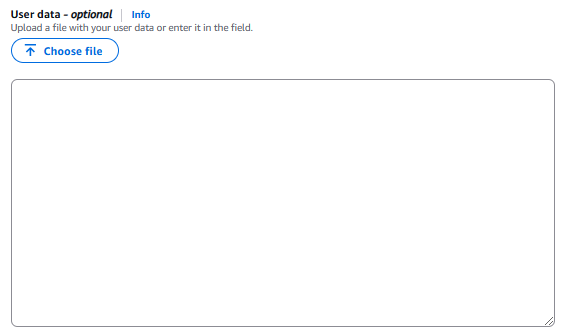 User data - optional | Info
Upload a file with your user data or enter it in the field.
Choose file